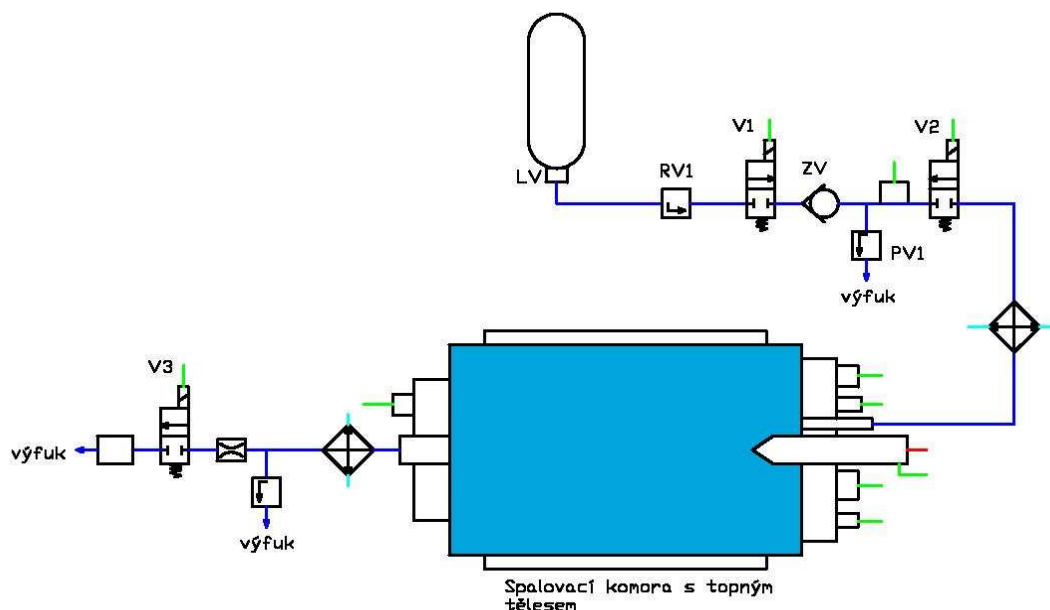 V1
V2
LV
RV1
ZV
PV1
výfuk
V3
výfuk
výfuk
Spalovací komora s topným
tělesem